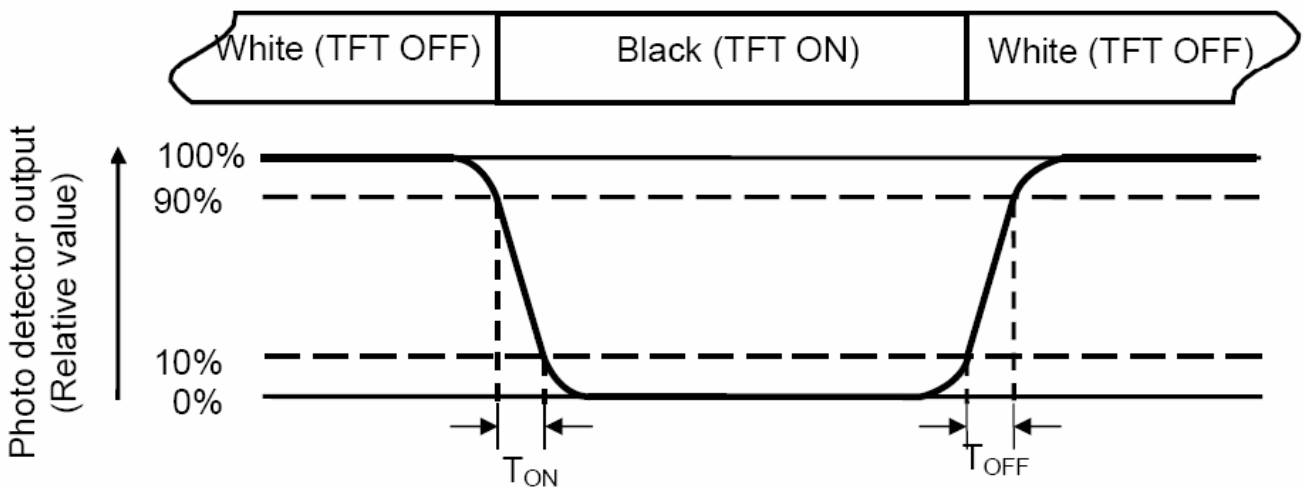 White (TFT OFF) Black (TFT ON) White (TFT OFF)
Photo detector output
(Relative value)
100%
90%
10%
0%
TON
TOFF